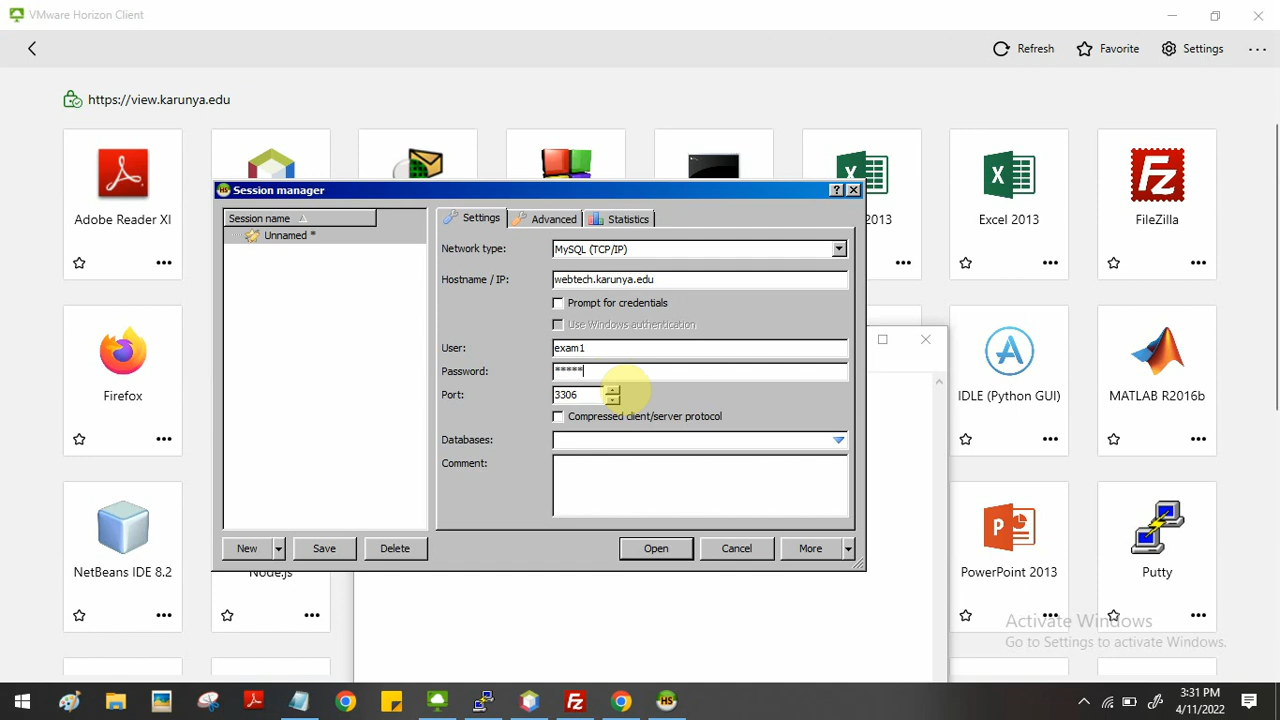 VMware Horizon Client
Refresh
Favorite
Settings
https://view.karunya.edu
Adobe Reader XI
2013
Excel 2013
FileZilla
HS Session manager
Session name
Unnamed *
Settings
Advanced
Statistics
Network type:
MySQL (TCP/IP)
Hostname / IP:
webtech.karunya.edu
Prompt for credentials
Use Windows authentication
User:
exam1
Password:
*****
Port:
3306
Compressed client/server protocol
Databases:
Comment:
New
Save
Delete
Open
Cancel
More
Firefox
IDLE (Python GUI)
MATLAB R2016b
NetBeans IDE 8.2
Node.js
PowerPoint 2013
Putty
Activate Windows
Go to Settings to activate Windows.
HS
3:31 PM
4/11/2022